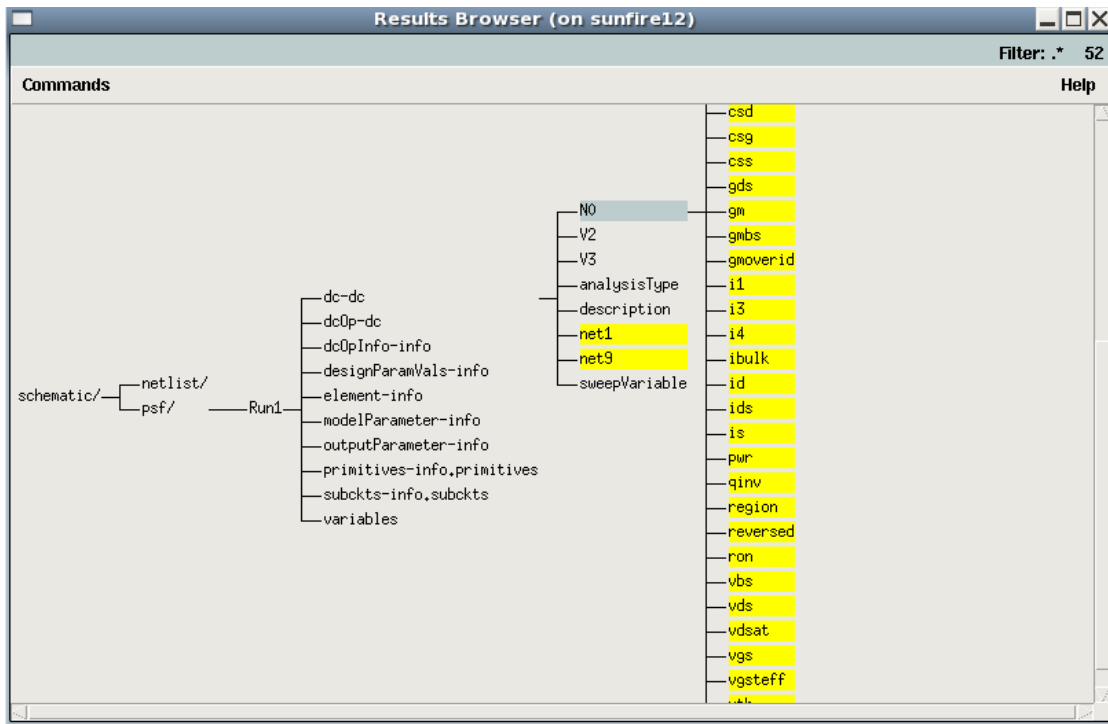 Results Browser (on sunfire12)
Filter: .* 52
Commands Help
schematic/
netlist/
psf/
Run1
dc-dc
dcOp-dc
dcOpInfo-info
designParamVals-info
element-info
modelParameter-info
outputParameter-info
primitives-info.primitives
subckts-info.subckts
variables
N0
V2
V3
analysisType
description
net1
net9
sweepVariable
csd
csg
css
gds
gm
gmbs
gmoverid
i1
i3
i4
ibulk
id
ids
is
pwr
qinv
region
reversed
ron
vbs
vds
vdsat
vgs
vgsteff